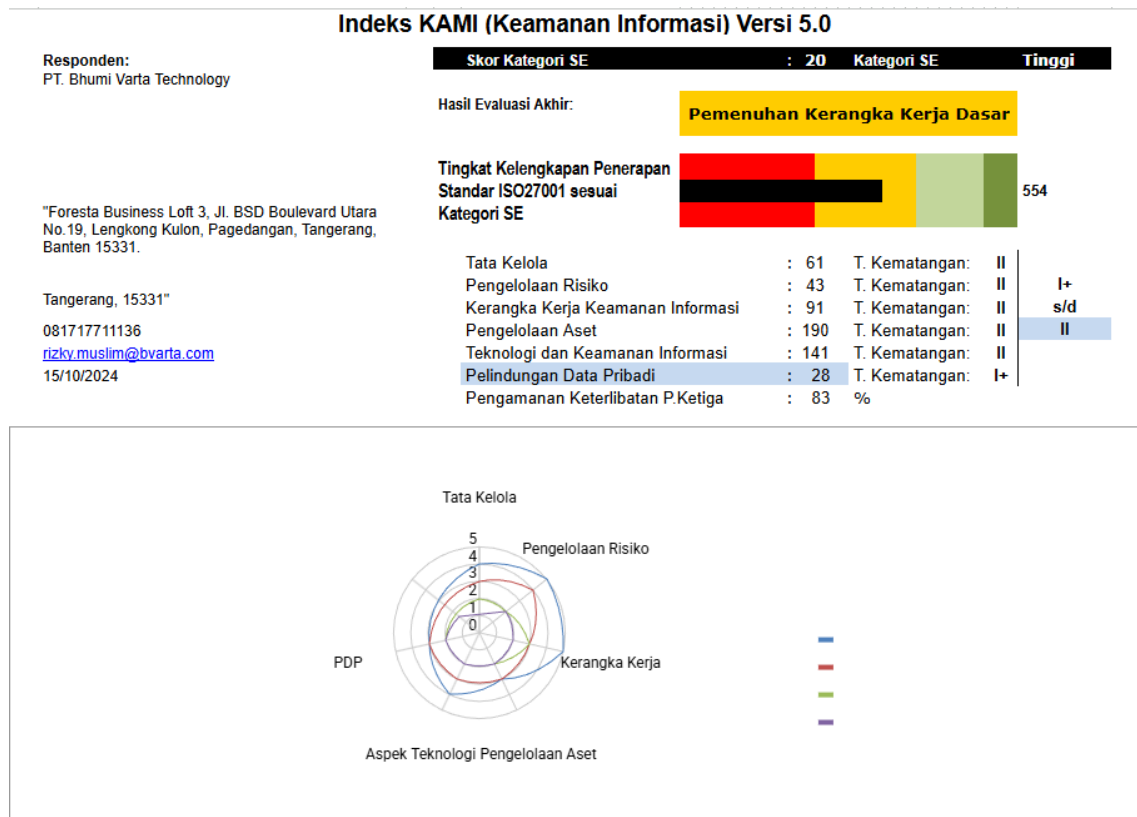 Indeks KAMI (Keamanan Informasi) Versi 5.0
Responden:
PT. Bhumi Varta Technology
Skor Kategori SE : 20 Kategori SE Tinggi
Hasil Evaluasi Akhir:
Pemenuhan Kerangka Kerja Dasar
Tingkat Kelengkapan Penerapan
Standar ISO27001 sesuai
Kategori SE
554
"Foresta Business Loft 3, Jl. BSD Boulevard Utara
No.19, Lengkong Kulon, Pagedangan, Tangerang,
Banten 15331.
Tangerang, 15331"
081717711136
rizky.muslim@bvarta.com
15/10/2024
Tata Kelola : 61 T. Kematangan: II
Pengelolaan Risiko : 43 T. Kematangan: II I+
Kerangka Kerja Keamanan Informasi : 91 T. Kematangan: II s/d
Pengelolaan Aset : 190 T. Kematangan: II II
Teknologi dan Keamanan Informasi : 141 T. Kematangan: II
Pelindungan Data Pribadi : 28 T. Kematangan: I+
Pengamanan Keterlibatan P.Ketiga : 83 %
Tata Kelola
5
Pengelolaan Risiko
4
3
2
1
0
PDP
Kerangka Kerja
Aspek Teknologi Pengelolaan Aset